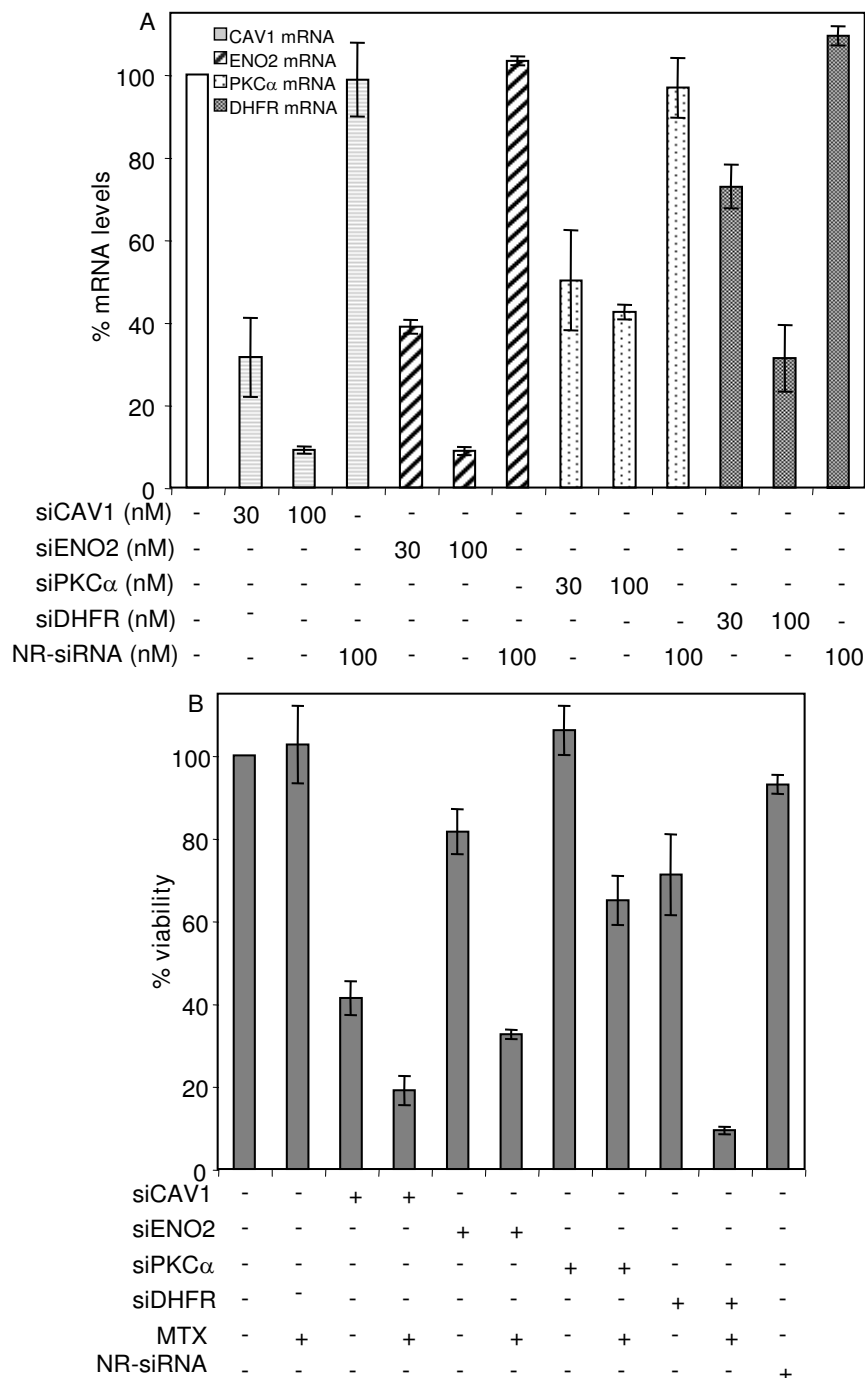 A
CAV1 mRNA
ENO2 mRNA
PKCα mRNA
DHFR mRNA
% mRNA levels
100
80
60
40
20
0
siCAV1 (nM) - 30 100 - - - - - - - - - -
siENO2 (nM) - - - - 30 100 - - - - - - -
siPKCα (nM) - - - - - - - 30 100 - - - -
siDHFR (nM) - - - - - - - - - - 30 100 -
NR-siRNA (nM) - - - 100 - - 100 - - 100 - - 100
B
% viability
100
80
60
40
20
0
siCAV1 - - + + - - - - - - -
siENO2 - - - - + + - - - - -
siPKCα - - - - - - + + - - -
siDHFR - - - - - - - - + + -
MTX - + - + - + - + - + -
NR-siRNA - - - - - - - - - - +